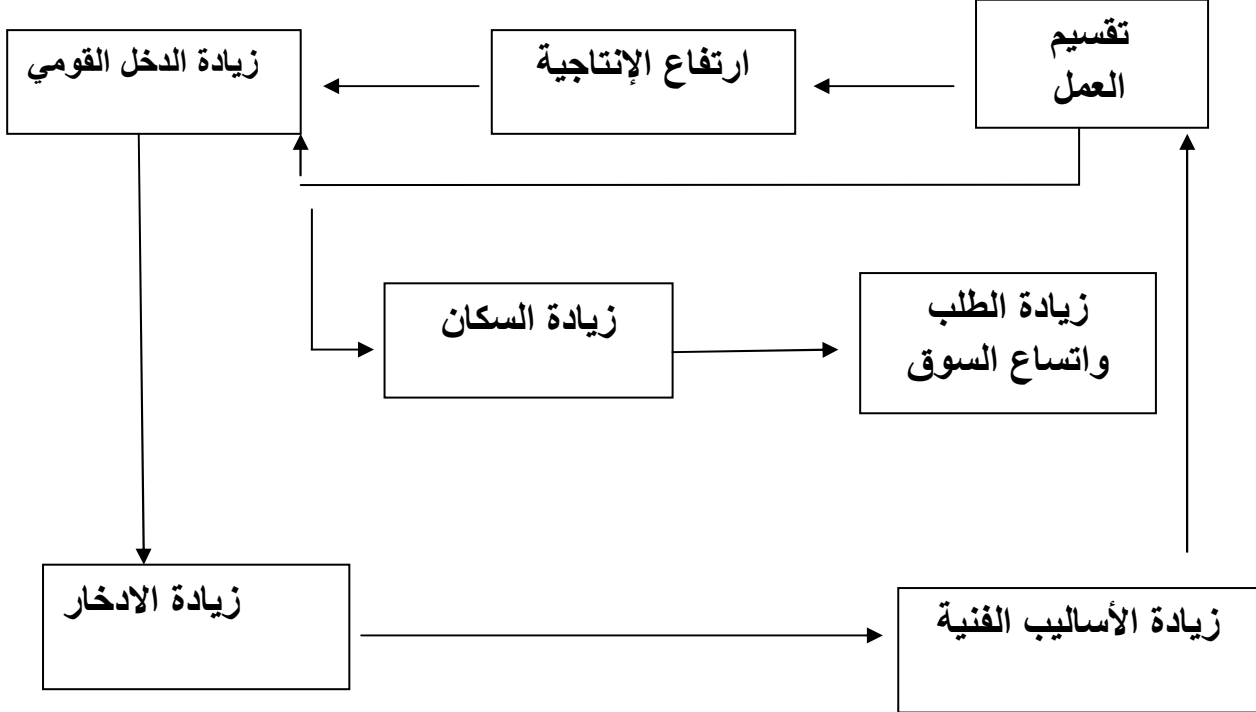 تقسيم
العمل
ارتفاع الإنتاجية
زيادة الدخل القومي
زيادة السكان
زيادة الطلب
واتساع السوق
زيادة الادخار
زيادة الأساليب الفنية